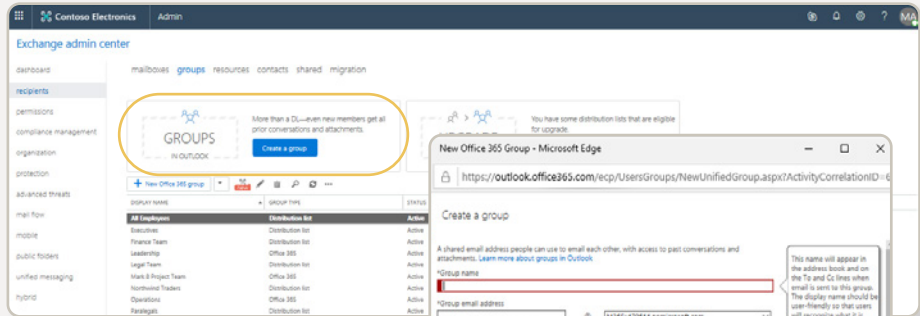 Contoso Electronics Admin ? MA
Exchange admin center
dashboard
recipients
permissions
compliance management
organization
protection
advanced threats
mail flow
mobile
public folders
unified messaging
hybrid
mailboxes groups resources contacts shared migration
GROUPS
IN OUTLOOK
More than a DL—even new members get all
prior conversations and attachments.
Create a group
You have some distribution lists that are eligible
for upgrade.
New Office 365 group
DISPLAY NAME GROUP TYPE STATUS
All Employees Distribution list Active
Executives Distribution list Active
Finance Team Distribution list Active
Leadership Office 365 Active
Legal Team Distribution list Active
Mark 8 Project Team Office 365 Active
Northwind Traders Distribution list Active
Operations Office 365 Active
Paralegals Distribution list Active
New Office 365 Group - Microsoft Edge
https://outlook.office365.com/ecp/UsersGroups/NewUnifiedGroup.aspx?ActivityCorrelationID=6
Create a group
A shared email address people can use to email each other, with access to past conversations and
attachments. Learn more about groups in Outlook
*Group name
*Group email address
This name will appear in
the address book and on
the To and Cc lines when
email is sent to this group.
The display name should be
user-friendly so that users
will recognize what it is